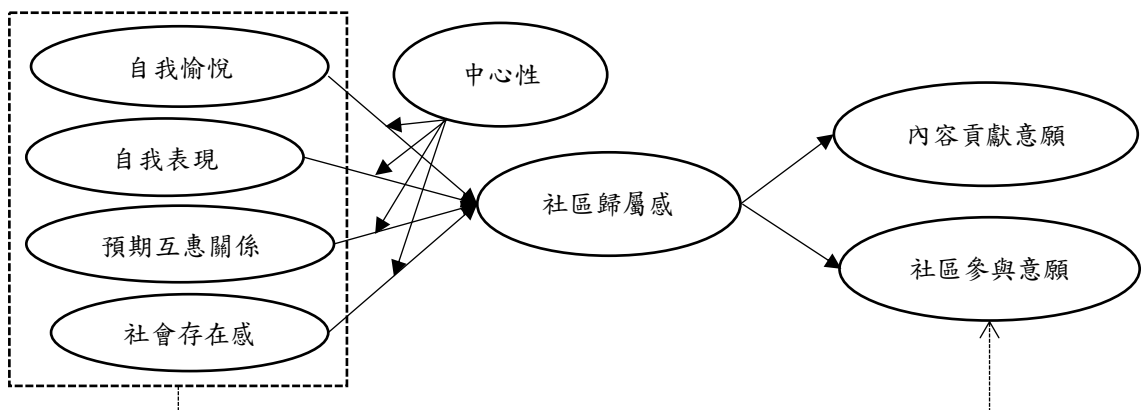 自我愉悅
自我表現
預期互惠關係
社會存在感
中心性
社區歸屬感
內容貢獻意願
社區參與意願